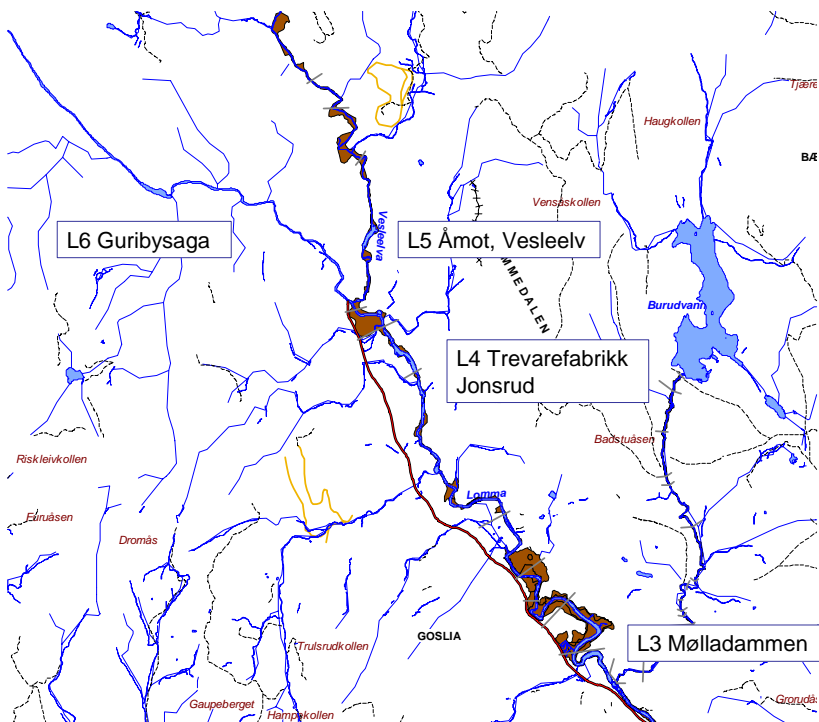 Tjære
Haugkollen
BÆ
Vensåskollen
L6 Guribysaga
Vesleelva
L5 Åmot, Vesleelv
MMEDALEN
Burudvann
L4 Trevarefabrikk
Jonsrud
Badstuåsen
Riskleivkollen
Lomma
Furuåsen
Dromås
GOSLIA
L3 Mølladammen
Trulsrudkollen
Gaupeberget
Hampekollen
Grorudås